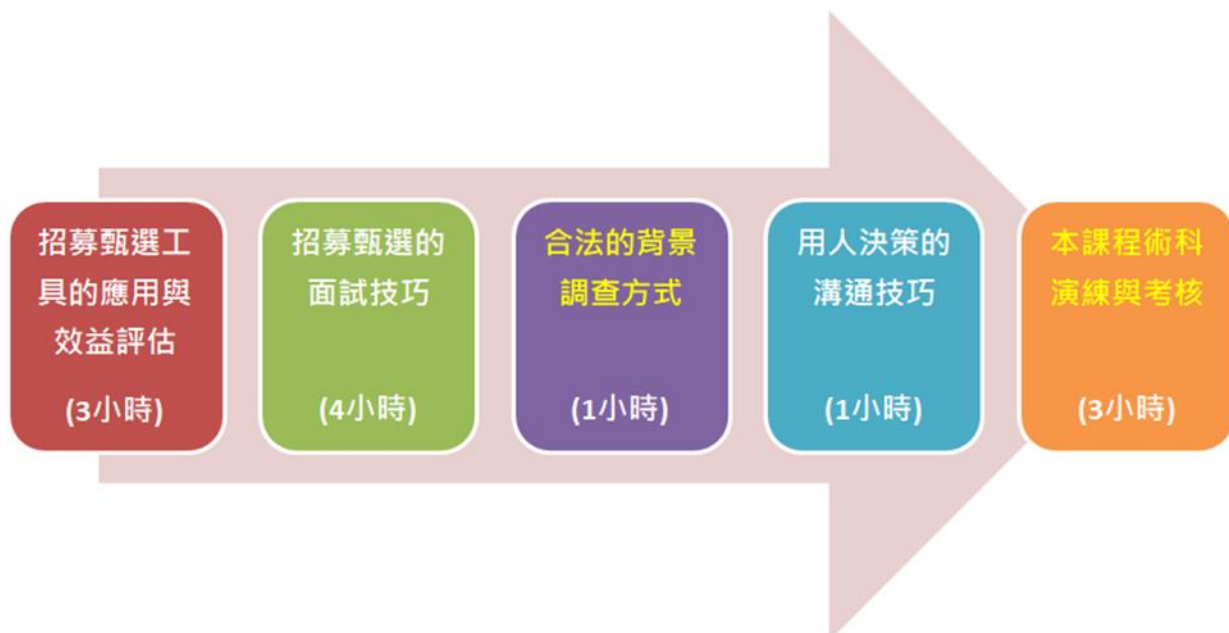 招募甄選工
具的應用與
效益評估
(3小時)
招募甄選的
面試技巧
(4小時)
合法的背景
調查方式
(1小時)
用人決策的
溝通技巧
(1小時)
本課程術科
演練與考核
(3小時)